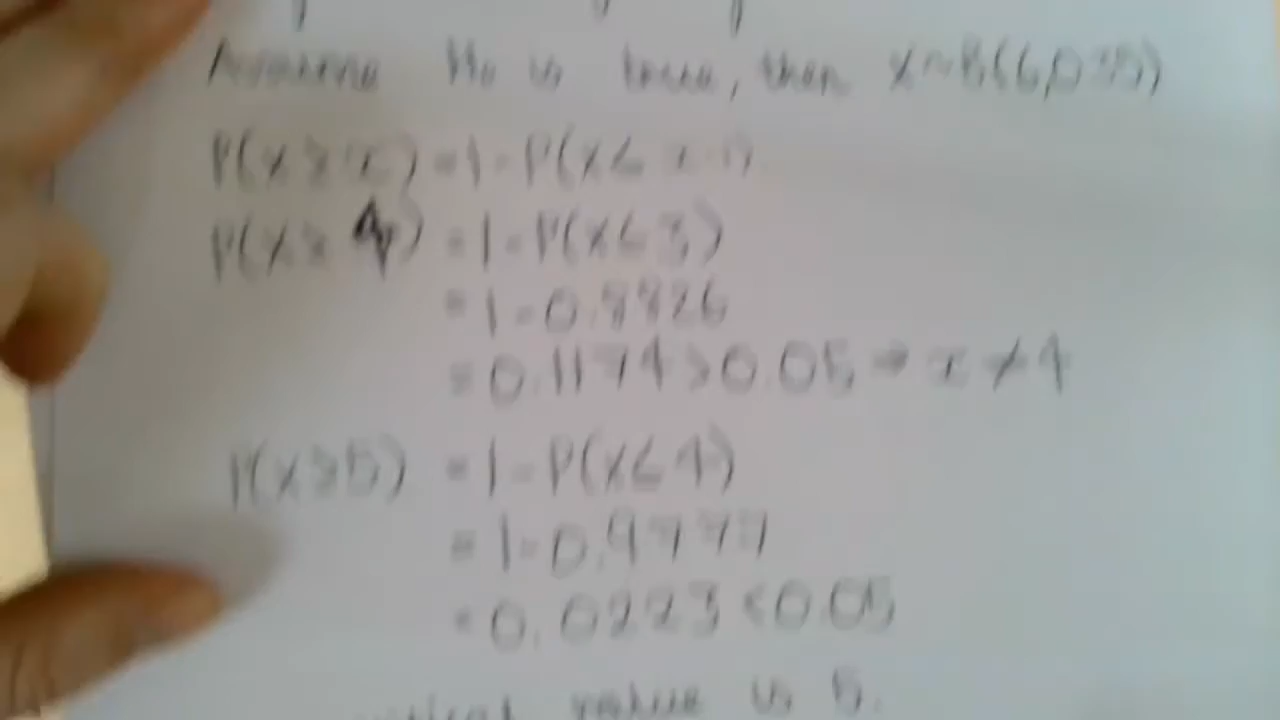 Assume H₀ is true, then X~B(6,0.35)
P(X≥x) = 1-P(X≤x-1)
P(X≥4) = 1-P(X≤3)
= 1-0.8826
= 0.1174>0.05 → x≠4
P(X≥5) = 1-P(X≤4)
= 1-0.9777
= 0.0223<0.05
critical value is 5.